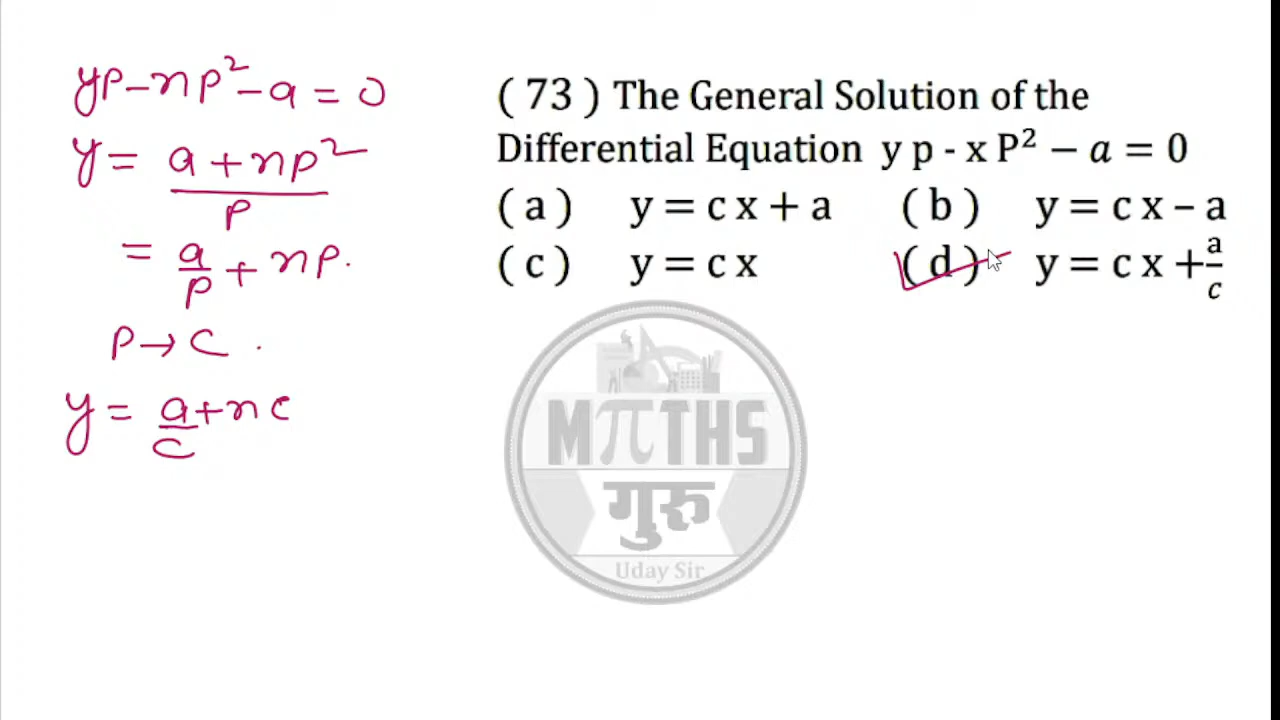 yp-xp²-a=0
y = a+xp²
p
= a/p + xp.
p→c .
y = a/c + xc
( 73 ) The General Solution of the
Differential Equation y p - x P² − a = 0
( a ) y = c x + a ( b ) y = c x – a
( c ) y = c x ( d ) y = c x + a/c
MπTHS
गुरु
Uday Sir